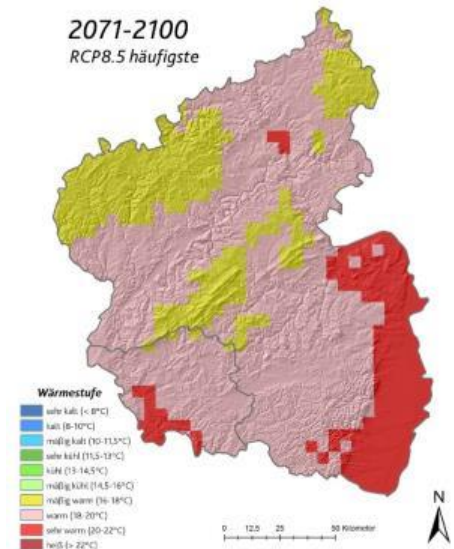 2071-2100
RCP8.5 häufigste
Wärmestufe
sehr kalt (< 8°C)
kalt (8-10°C)
mäßig kalt (10-11,5°C)
sehr kühl (11,5-13°C)
kühl (13-14,5°C)
mäßig kühl (14,5-16°C)
mäßig warm (16-18°C)
warm (18-20°C)
sehr warm (20-22°C)
heiß (> 22°C)
0 12,5 25 50 Kilometer
N